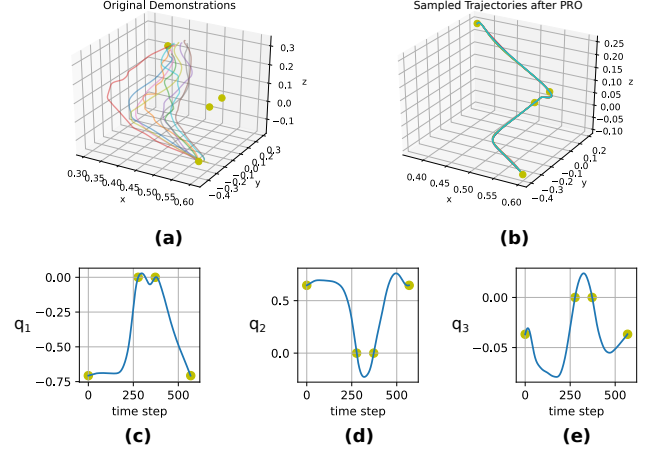 Original Demonstrations
0.3
0.2
0.1
0.0
−0.1
z
0.30 0.35 0.40 0.45 0.50 0.55 0.60
x
−0.4 −0.3 −0.2 −0.1 0.0 0.1 0.2 0.3
y
(a)
Sampled Trajectories after PRO
0.25
0.20
0.15
0.10
0.05
0.00
−0.05
−0.10
z
0.40 0.45 0.50 0.55 0.60
x
−0.4 −0.3 −0.2 −0.1 0.0 0.1 0.2
y
(b)
q1
0.00
−0.25
−0.50
−0.75
0 250 500
time step
(c)
q2
0.5
0.0
0 250 500
time step
(d)
q3
0.00
−0.05
0 250 500
time step
(e)